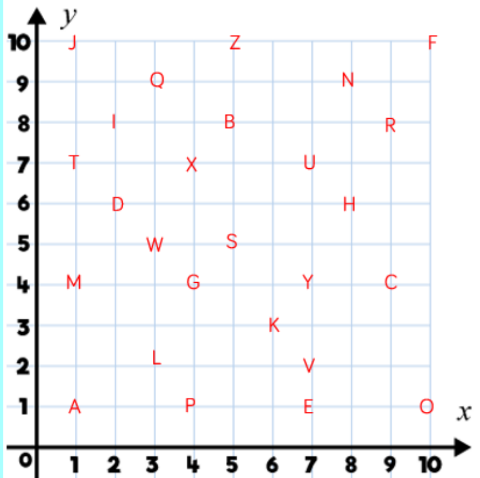 y
10 J Z F
9 Q N
8 I B R
7 T X U
6 D H
5 W S
4 M G Y C
3 K
2 L V
1 A P E O
x
0 1 2 3 4 5 6 7 8 9 10